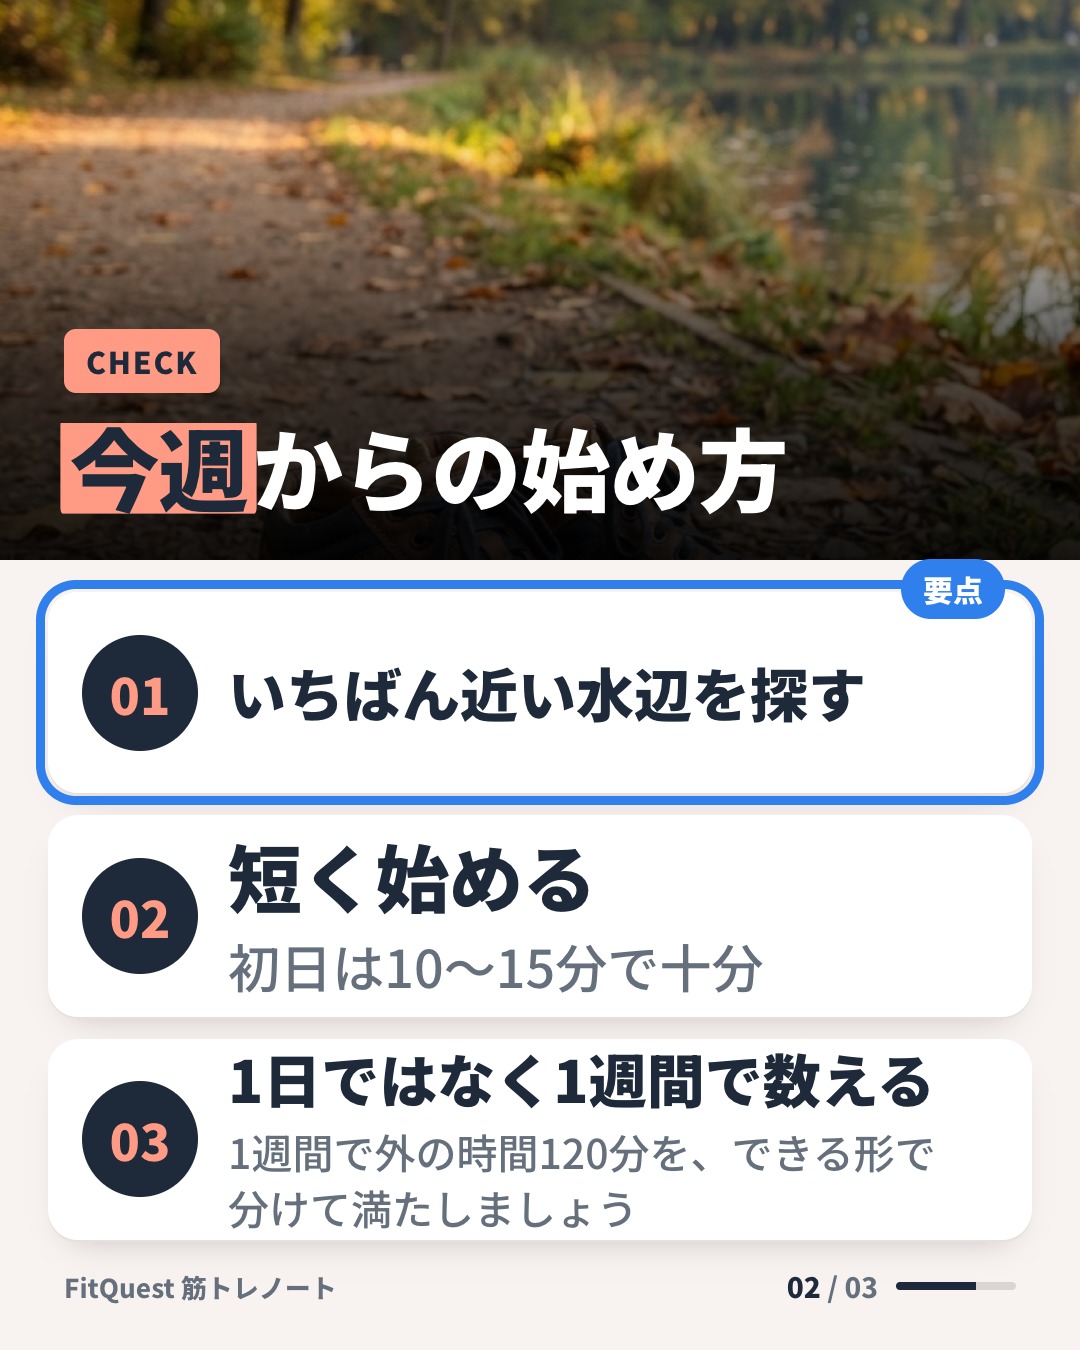 CHECK
今週からの始め方
要点
01
いちばん近い水辺を探す
02
短く始める
初日は10〜15分で十分
03
1日ではなく1週間で数える
1週間で外の時間120分を、できる形で
分けて満たしましょう
FitQuest 筋トレノート
02 / 03